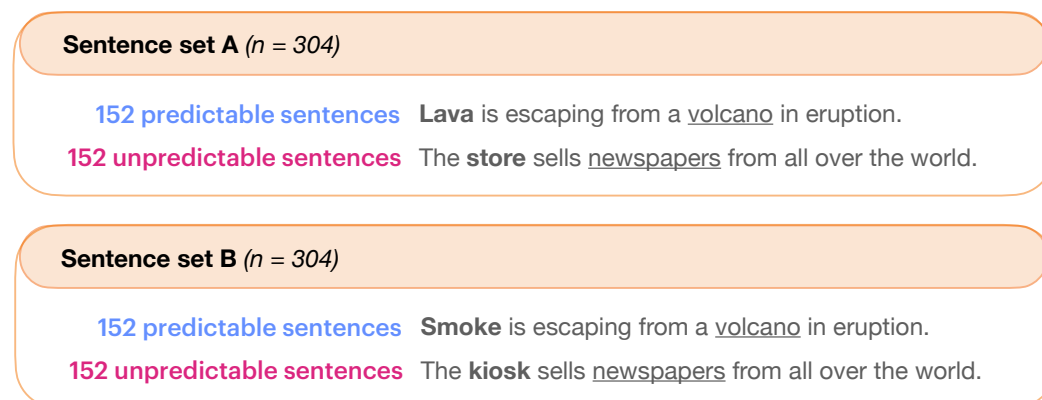 Sentence set A (n = 304)
152 predictable sentences Lava is escaping from a volcano in eruption.
152 unpredictable sentences The store sells newspapers from all over the world.
Sentence set B (n = 304)
152 predictable sentences Smoke is escaping from a volcano in eruption.
152 unpredictable sentences The kiosk sells newspapers from all over the world.